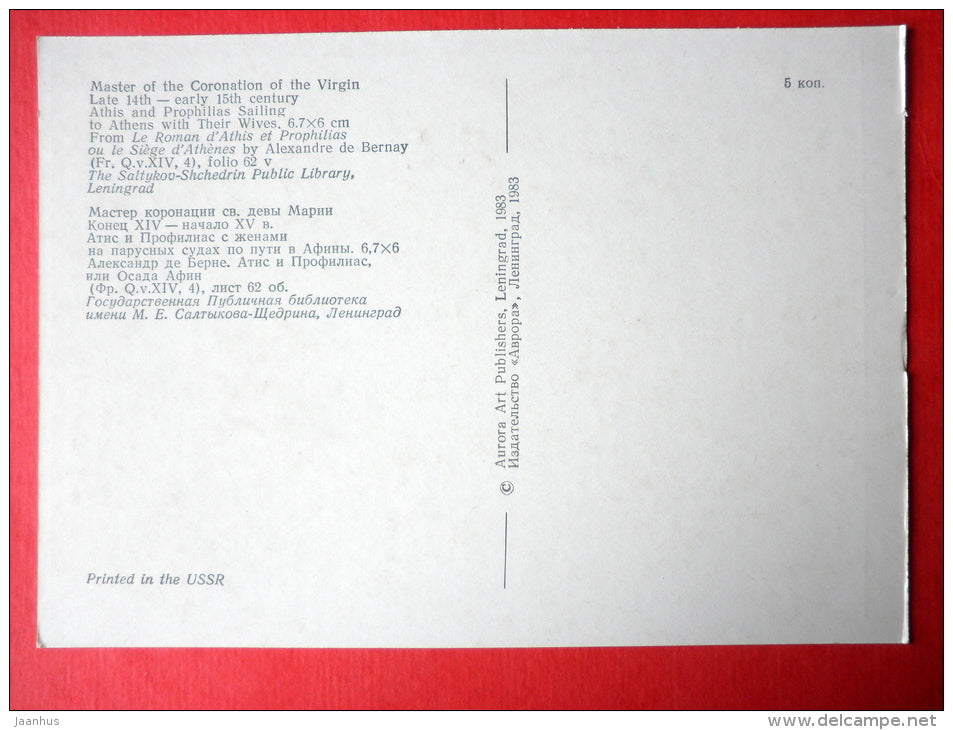 Master of the Coronation of the Virgin
Late 14th — early 15th century
Athis and Prophilias Sailing
to Athens with Their Wives. 6.7×6 cm
From Le Roman d'Athis et Prophilias
ou le Siège d'Athènes by Alexandre de Bernay
(Fr. Q.v.XIV, 4), folio 62 v
The Saltykov-Shchedrin Public Library,
Leningrad
Мастер коронации св. девы Марии
Конец XIV — начало XV в.
Атис и Профилиас с женами
на парусных судах по пути в Афины. 6,7×6
Александр де Берне. Атис и Профилиас,
или Осада Афин
(Фр. Q.v.XIV, 4), лист 62 об.
Государственная Публичная библиотека
имени М. Е. Салтыкова-Щедрина, Ленинград
Printed in the USSR
© Aurora Art Publishers, Leningrad, 1983
Издательство «Аврора», Ленинград, 1983
5 коп.
jaanhus
www.delcampe.net